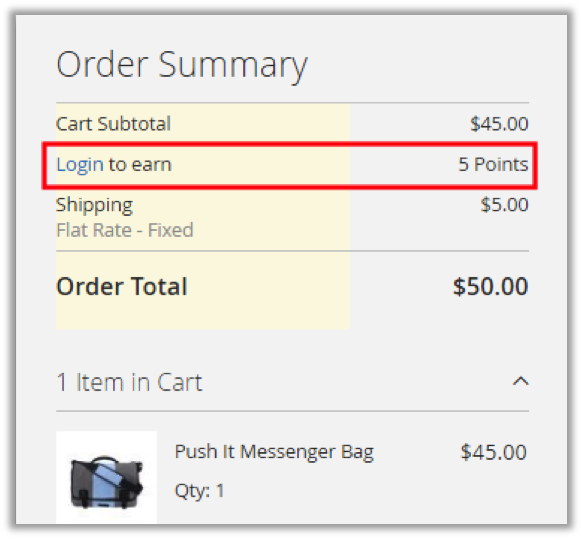 Order Summary
Cart Subtotal $45.00
Login to earn 5 Points
Shipping $5.00
Flat Rate - Fixed
Order Total $50.00
1 Item in Cart
Push It Messenger Bag $45.00
Qty: 1